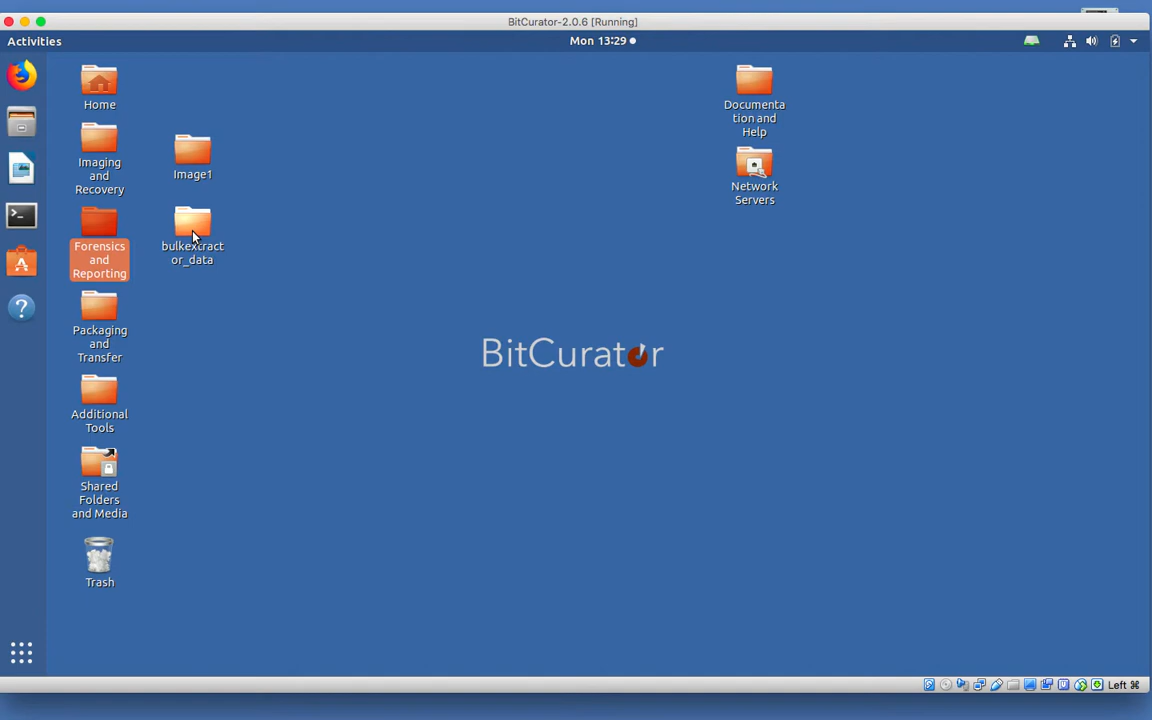 BitCurator-2.0.6 [Running]
Activities
Mon 13:29
Home
Imaging
and
Recovery
Forensics
and
Reporting
Packaging
and
Transfer
Additional
Tools
Shared
Folders
and Media
Trash
Image1
bulkextract
or_data
BitCurator
Documenta
tion and
Help
Network
Servers
Left ⌘